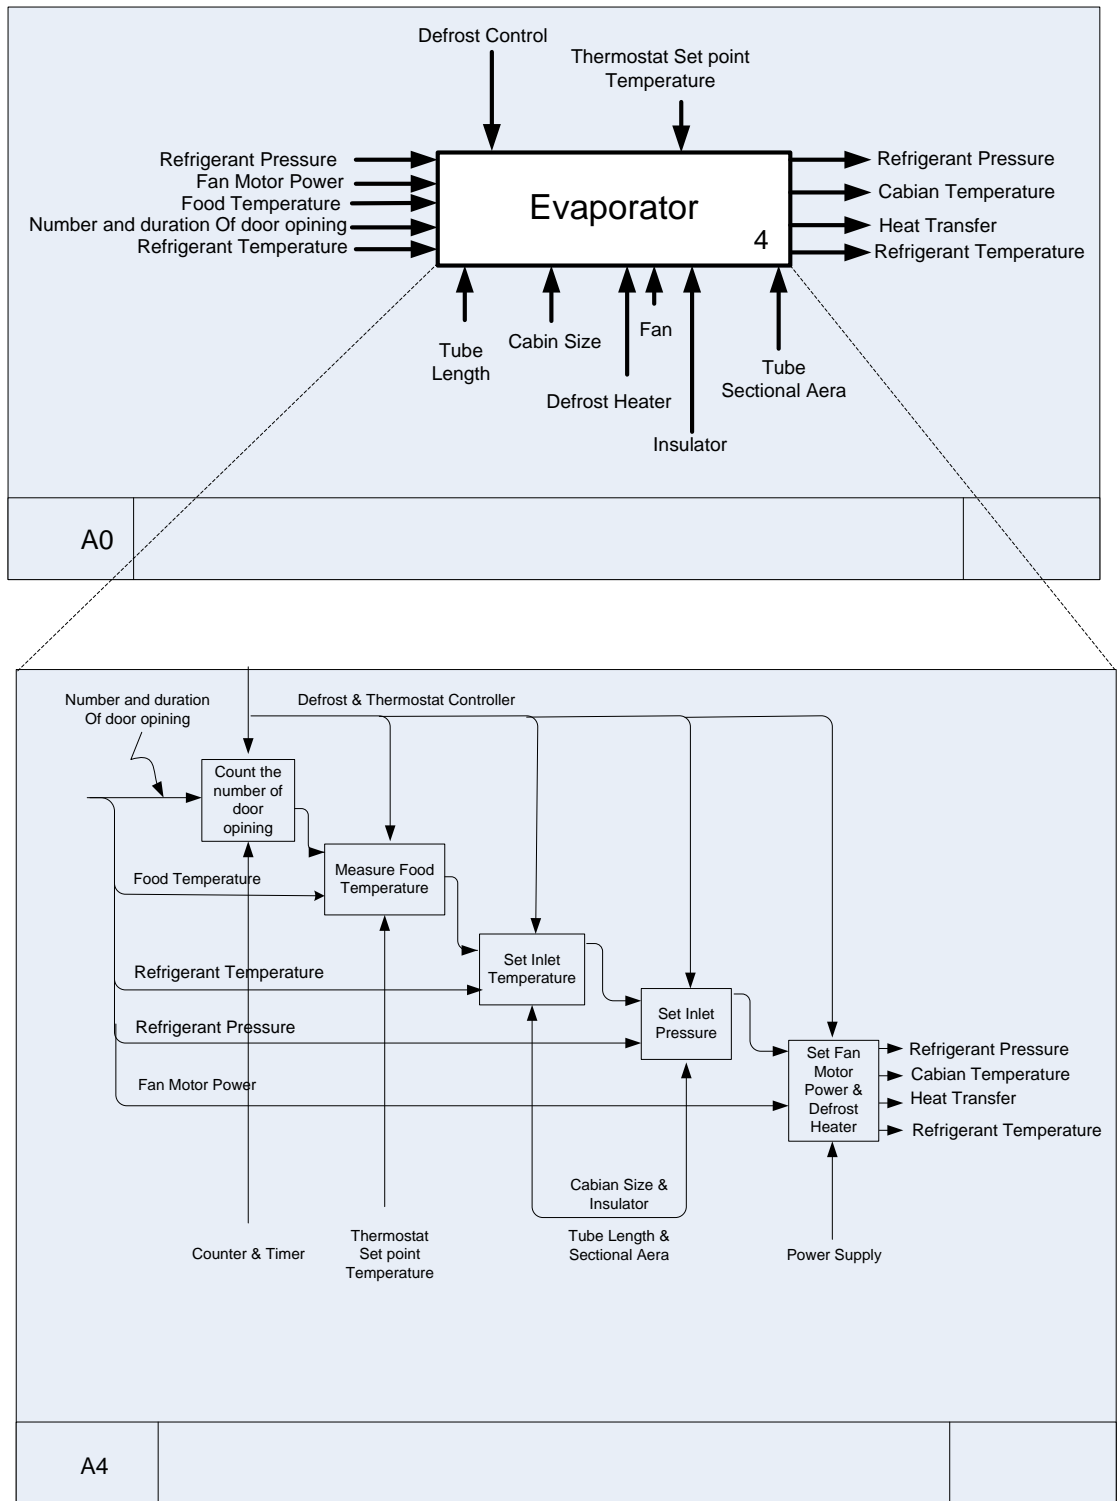 Defrost Control
Thermostat Set point
Temperature
Refrigerant Pressure
Fan Motor Power
Food Temperature
Number and duration Of door opining
Refrigerant Temperature
Evaporator
4
Refrigerant Pressure
Cabian Temperature
Heat Transfer
Refrigerant Temperature
Tube
Length
Cabin Size
Defrost Heater
Fan
Insulator
Tube
Sectional Aera
A0
Number and duration
Of door opining
Defrost & Thermostat Controller
Count the
number of
door
opining
Food Temperature
Measure Food
Temperature
Refrigerant Temperature
Set Inlet
Temperature
Refrigerant Pressure
Set Inlet
Pressure
Fan Motor Power
Set Fan
Motor
Power &
Defrost
Heater
Refrigerant Pressure
Cabian Temperature
Heat Transfer
Refrigerant Temperature
Counter & Timer
Thermostat
Set point
Temperature
Cabian Size &
Insulator
Tube Length &
Sectional Aera
Power Supply
A4